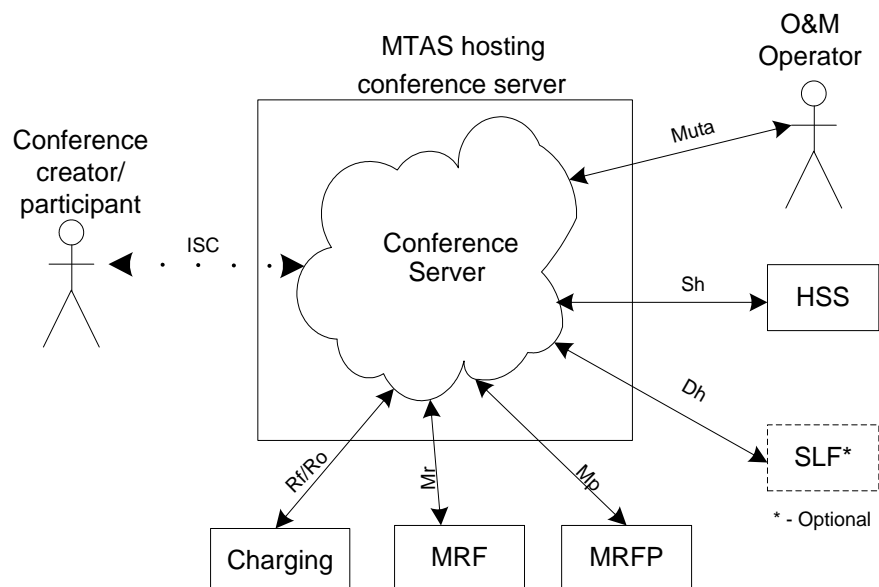 O&M
Operator
MTAS hosting
conference server
Muta
Conference
creator/
participant
ISC
Conference
Server
Sh
HSS
Dh
SLF*
* - Optional
Rf/Ro
Mr
Mp
Charging
MRF
MRFP